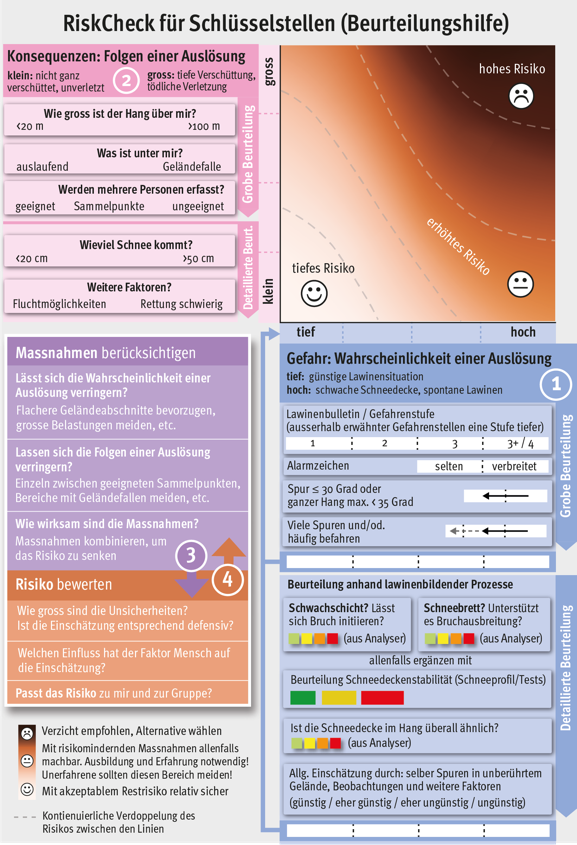 RiskCheck für Schlüsselstellen (Beurteilungshilfe)
Konsequenzen: Folgen einer Auslösung
klein: nicht ganz
verschüttet, unverletzt
2
gross: tiefe Verschüttung,
tödliche Verletzung
Wie gross ist der Hang über mir?
<20 m >100 m
Was ist unter mir?
auslaufend Geländefalle
Werden mehrere Personen erfasst?
geeignet Sammelpunkte ungeeignet
Grobe Beurteilung
Wieviel Schnee kommt?
<20 cm >50 cm
Weitere Faktoren?
Fluchtmöglichkeiten Rettung schwierig
Detaillierte Beurt.
gross
klein
hohes Risiko
erhöhtes Risiko
tiefes Risiko
tief hoch
Gefahr: Wahrscheinlichkeit einer Auslösung
tief: günstige Lawinensituation
hoch: schwache Schneedecke, spontane Lawinen
1
Lawinenbulletin / Gefahrenstufe
(ausserhalb erwähnter Gefahrenstellen eine Stufe tiefer)
1 2 3 3+ / 4
Alarmzeichen selten verbreitet
Spur ≤ 30 Grad oder
ganzer Hang max. < 35 Grad
Viele Spuren und/od.
häufig befahren
Grobe Beurteilung
Beurteilung anhand lawinenbildender Prozesse
Schwachschicht? Lässt
sich Bruch initiieren?
(aus Analyser)
Schneebrett? Unterstützt
es Bruchausbreitung?
(aus Analyser)
allenfalls ergänzen mit
Beurteilung Schneedeckenstabilität (Schneeprofil/Tests)
Ist die Schneedecke im Hang überall ähnlich?
(aus Analyser)
Allg. Einschätzung durch: selber Spuren in unberührtem
Gelände, Beobachtungen und weitere Faktoren
(günstig / eher günstig / eher ungünstig / ungünstig)
Detaillierte Beurteilung
Massnahmen berücksichtigen
Lässt sich die Wahrscheinlichkeit einer
Auslösung verringern?
Flachere Geländeabschnitte bevorzugen,
grosse Belastungen meiden, etc.
Lassen sich die Folgen einer Auslösung
verringern?
Einzeln zwischen geeigneten Sammelpunkten,
Bereiche mit Geländefallen meiden, etc.
Wie wirksam sind die Massnahmen?
Massnahmen kombinieren, um
das Risiko zu senken
3
4
Risiko bewerten
Wie gross sind die Unsicherheiten?
Ist die Einschätzung entsprechend defensiv?
Welchen Einfluss hat der Faktor Mensch auf
die Einschätzung?
Passt das Risiko zu mir und zur Gruppe?
Verzicht empfohlen, Alternative wählen
Mit risikomindernden Massnahmen allenfalls
machbar. Ausbildung und Erfahrung notwendig!
Unerfahrene sollten diesen Bereich meiden!
Mit akzeptablem Restrisiko relativ sicher
Kontienuierliche Verdoppelung des
Risikos zwischen den Linien